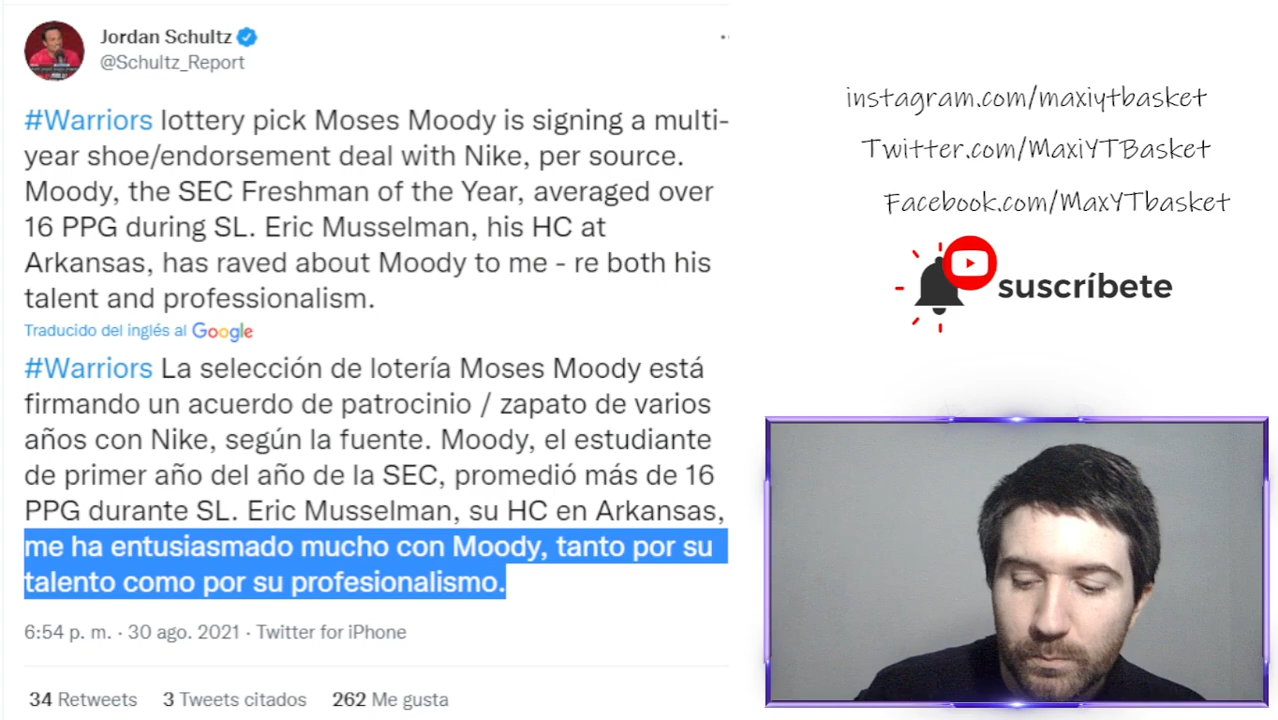 Jordan Schultz
@Schultz_Report
#Warriors lottery pick Moses Moody is signing a multi-
year shoe/endorsement deal with Nike, per source.
Moody, the SEC Freshman of the Year, averaged over
16 PPG during SL. Eric Musselman, his HC at
Arkansas, has raved about Moody to me - re both his
talent and professionalism.
Traducido del inglés al Google
#Warriors La selección de lotería Moses Moody está
firmando un acuerdo de patrocinio / zapato de varios
años con Nike, según la fuente. Moody, el estudiante
de primer año del año de la SEC, promedió más de 16
PPG durante SL. Eric Musselman, su HC en Arkansas,
me ha entusiasmado mucho con Moody, tanto por su
talento como por su profesionalismo.
6:54 p. m. · 30 ago. 2021 · Twitter for iPhone
34 Retweets 3 Tweets citados 262 Me gusta
instagram.com/maxiytbasket
Twitter.com/MaxiYTBasket
Facebook.com/MaxYTbasket
suscríbete